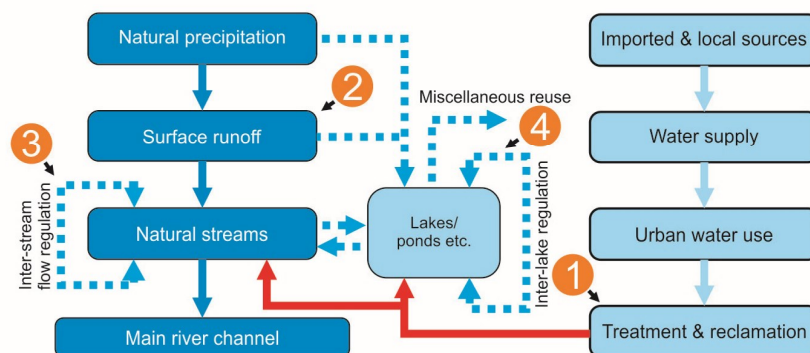 Natural precipitation
Imported & local sources
2
Miscellaneous reuse
4
3
Surface runoff
Water supply
Inter-stream
flow regulation
Natural streams
Lakes/
ponds etc.
Inter-lake regulation
Urban water use
1
Main river channel
Treatment & reclamation